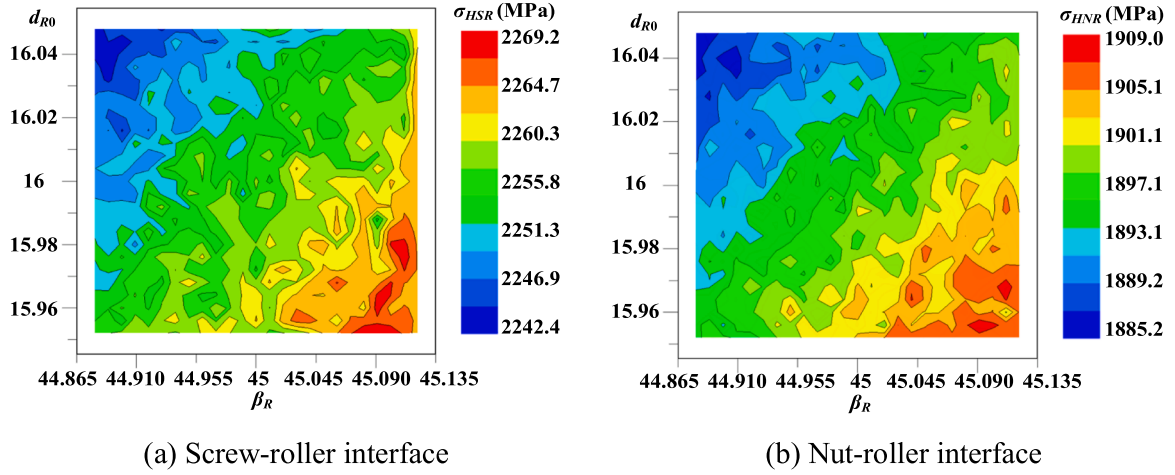 d_R0
σ_HSR (MPa)
2269.2
2264.7
2260.3
2255.8
2251.3
2246.9
2242.4
16.04
16.02
16
15.98
15.96
44.865 44.910 44.955 45 45.045 45.090 45.135
β_R
(a) Screw-roller interface
d_R0
σ_HNR (MPa)
1909.0
1905.1
1901.1
1897.1
1893.1
1889.2
1885.2
16.04
16.02
16
15.98
15.96
44.865 44.910 44.955 45 45.045 45.090 45.135
β_R
(b) Nut-roller interface